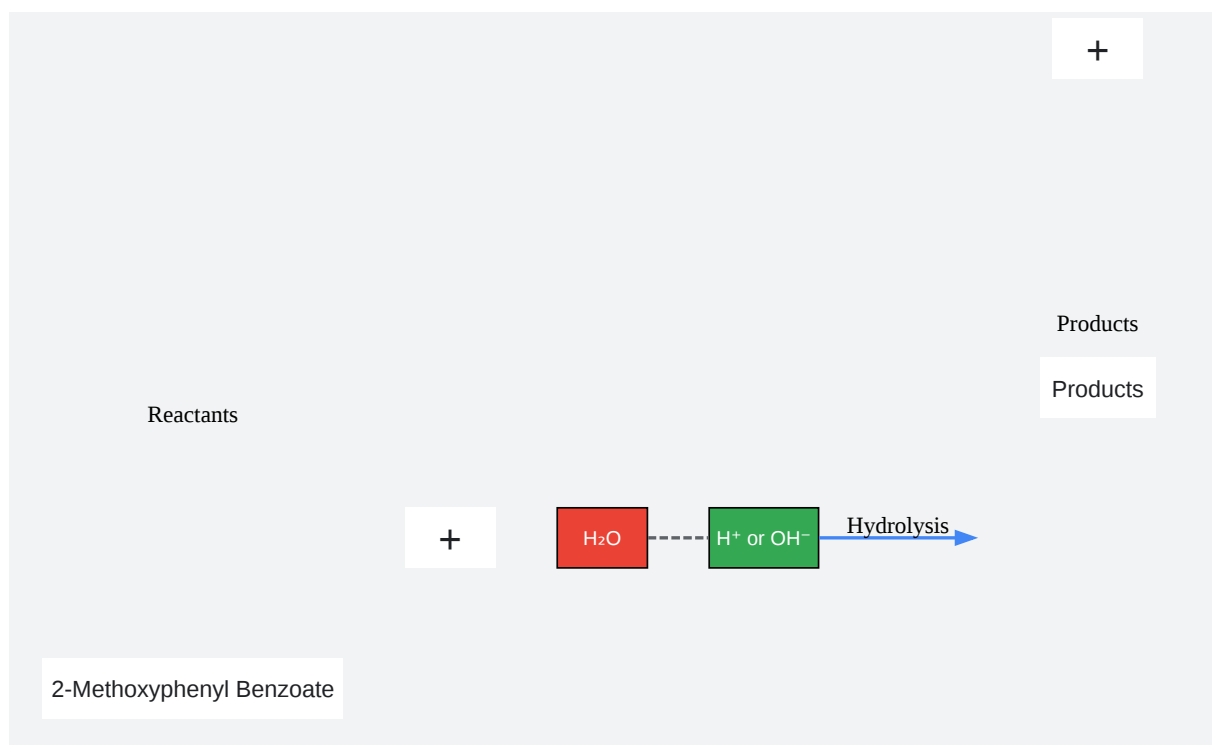 +
Products
Products
Reactants
+
H₂O
H⁺ or OH⁻
Hydrolysis
2-Methoxyphenyl Benzoate